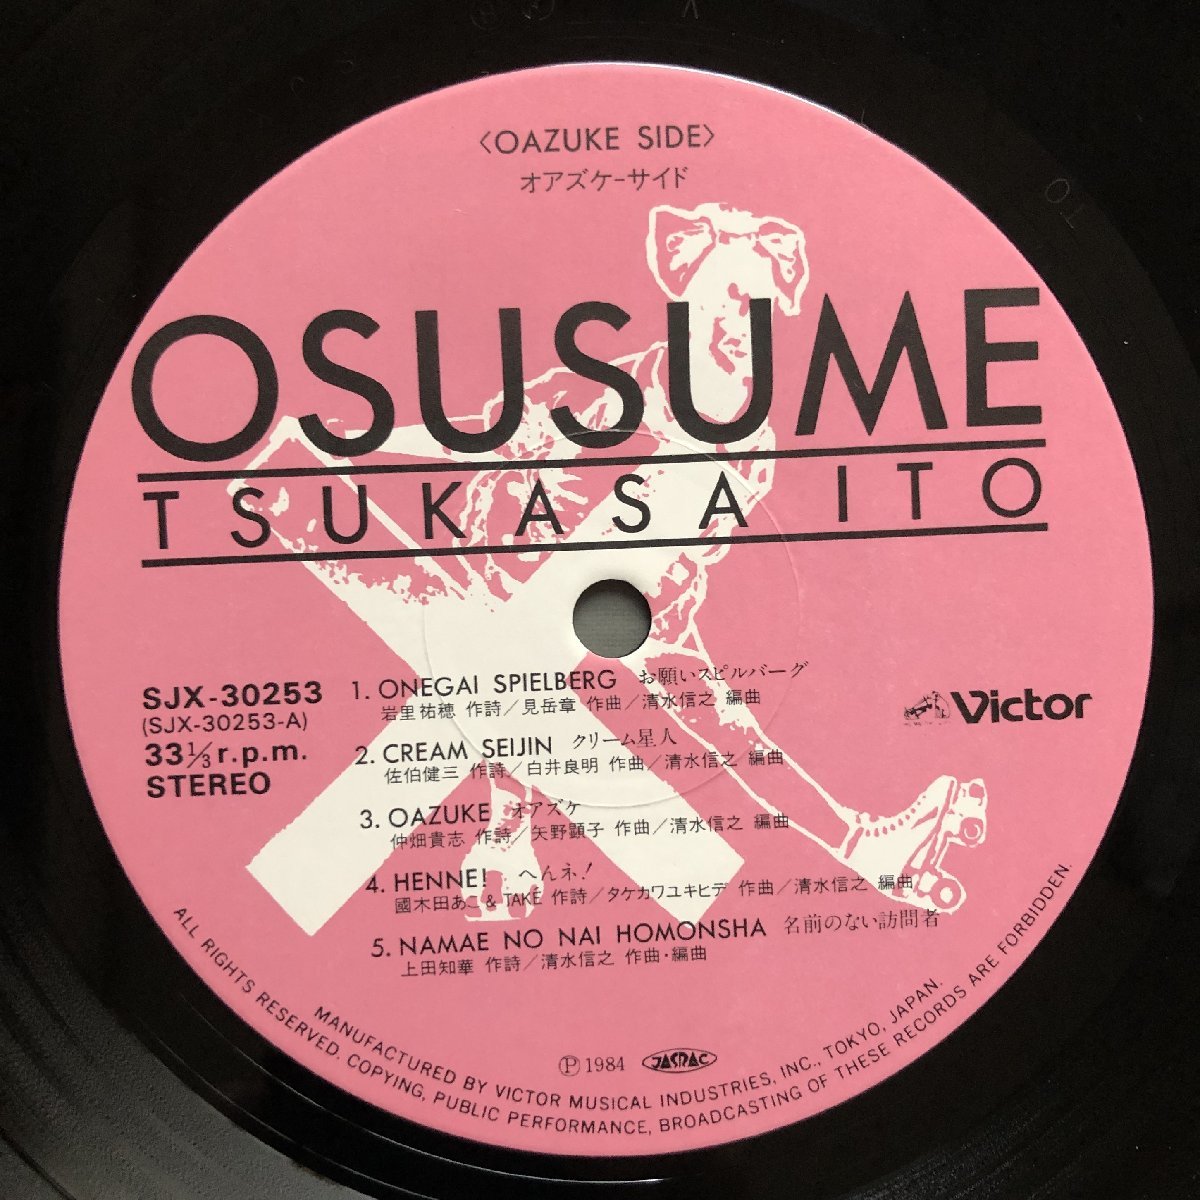 〈OAZUKE SIDE〉
オアズケーサイド
OSUSUME
TSUKASA ITO
SJX-30253
(SJX-30253-A)
33⅓ r.p.m.
STEREO
Victor
1. ONEGAI SPIELBERG お願いスピルバーグ
岩里祐穂 作詩／見岳章 作曲／清水信之 編曲
2. CREAM SEIJIN クリーム星人
佐伯健三 作詩／白井良明 作曲／清水信之 編曲
3. OAZUKE オアズケ
仲畑貴志 作詩／矢野顕子 作曲／清水信之 編曲
4. HENNE! へんネ!
國木田あこ & TAKE 作詩／タケカワユキヒデ 作曲／清水信之 編曲
5. NAMAE NO NAI HOMONSHA 名前のない訪問者
上田知華 作詩／清水信之 作曲・編曲
Ⓟ 1984 JASRAC
MANUFACTURED BY VICTOR MUSICAL INDUSTRIES, INC., TOKYO, JAPAN.
ALL RIGHTS RESERVED. COPYING, PUBLIC PERFORMANCE, BROADCASTING OF THESE RECORDS ARE FORBIDDEN.